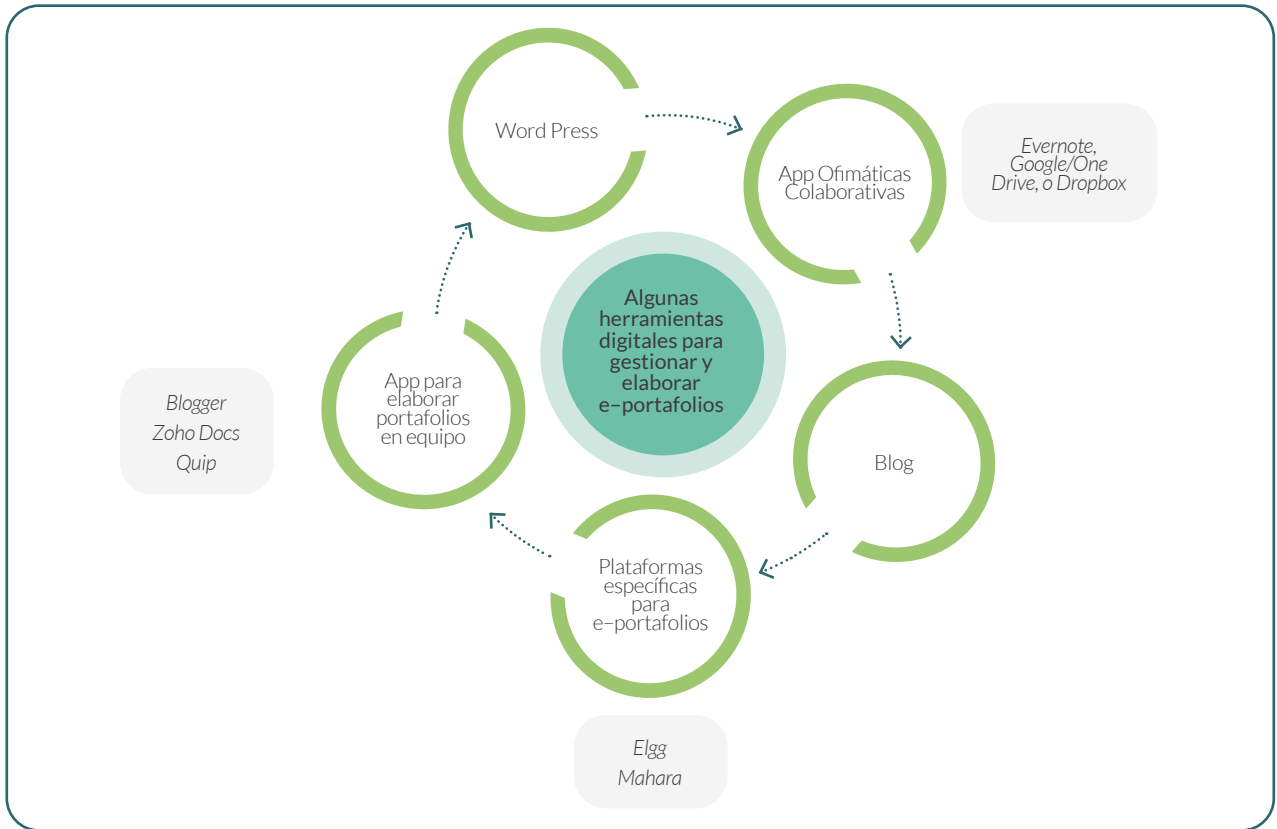 Word Press
App Ofimáticas
Colaborativas
Evernote,
Google/One
Drive, o Dropbox
Algunas
herramientas
digitales para
gestionar y
elaborar
e–portafolios
App para
elaborar
portafolios
en equipo
Blogger
Zoho Docs
Quip
Blog
Plataformas
específicas
para
e–portafolios
Elgg
Mahara